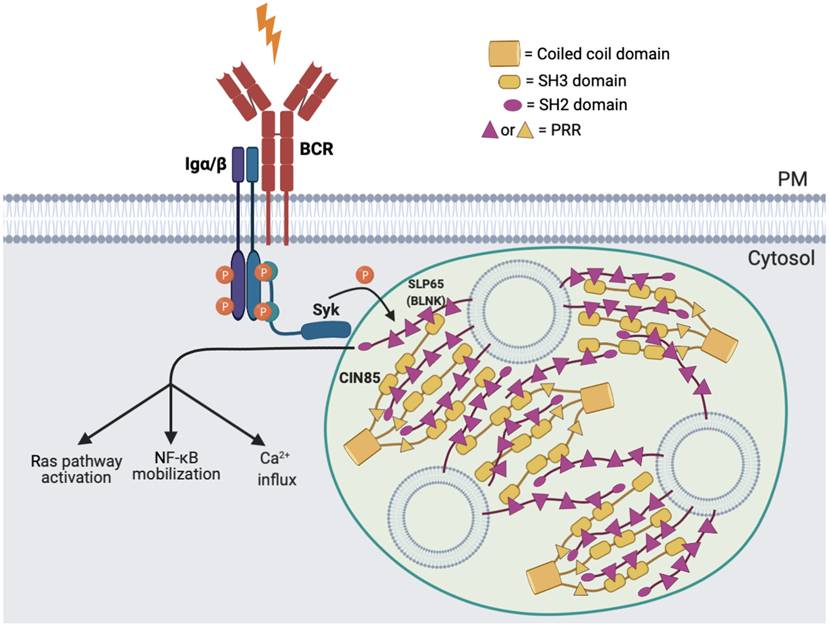 = Coiled coil domain
= SH3 domain
= SH2 domain
or = PRR
BCR
Igα/β
PM
Cytosol
P
P
P
P
P
Syk
SLP65
(BLNK)
CIN85
Ras pathway
activation
NF-κB
mobilization
Ca²⁺
influx